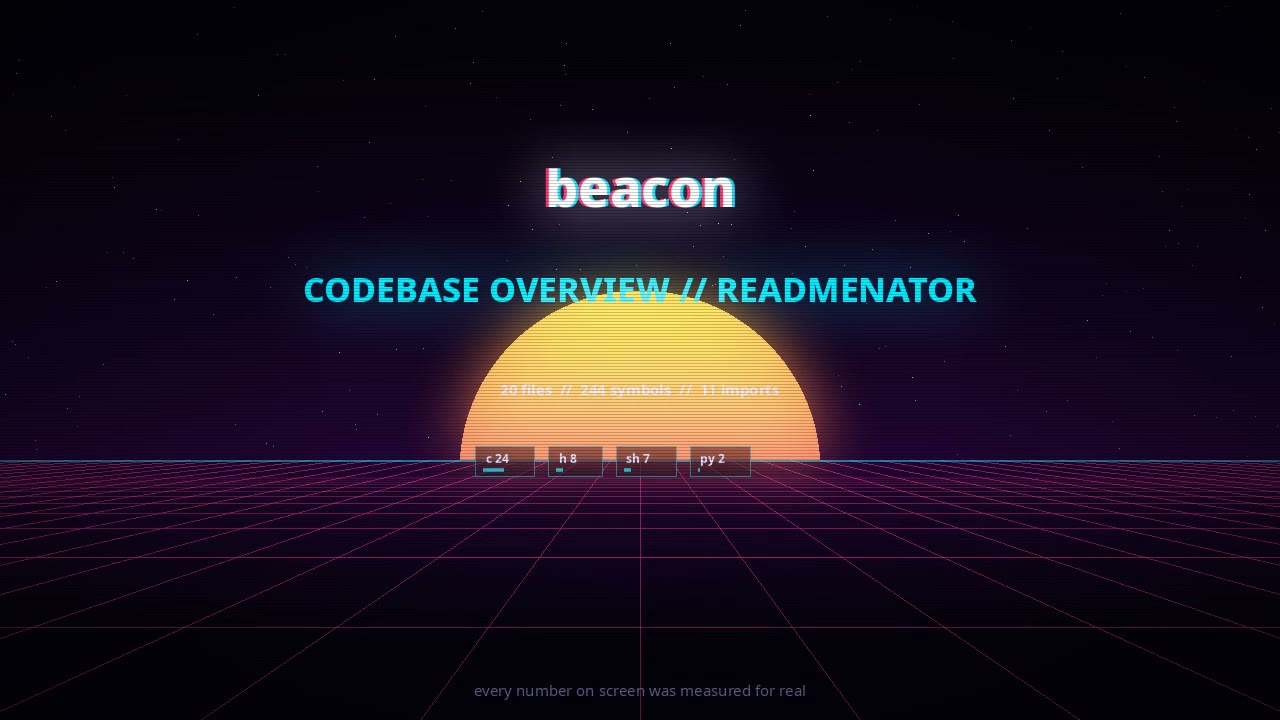 beacon
CODEBASE OVERVIEW // READMENATOR
20 files // 244 symbols // 11 imports
c 24 h 8 sh 7 py 2
every number on screen was measured for real